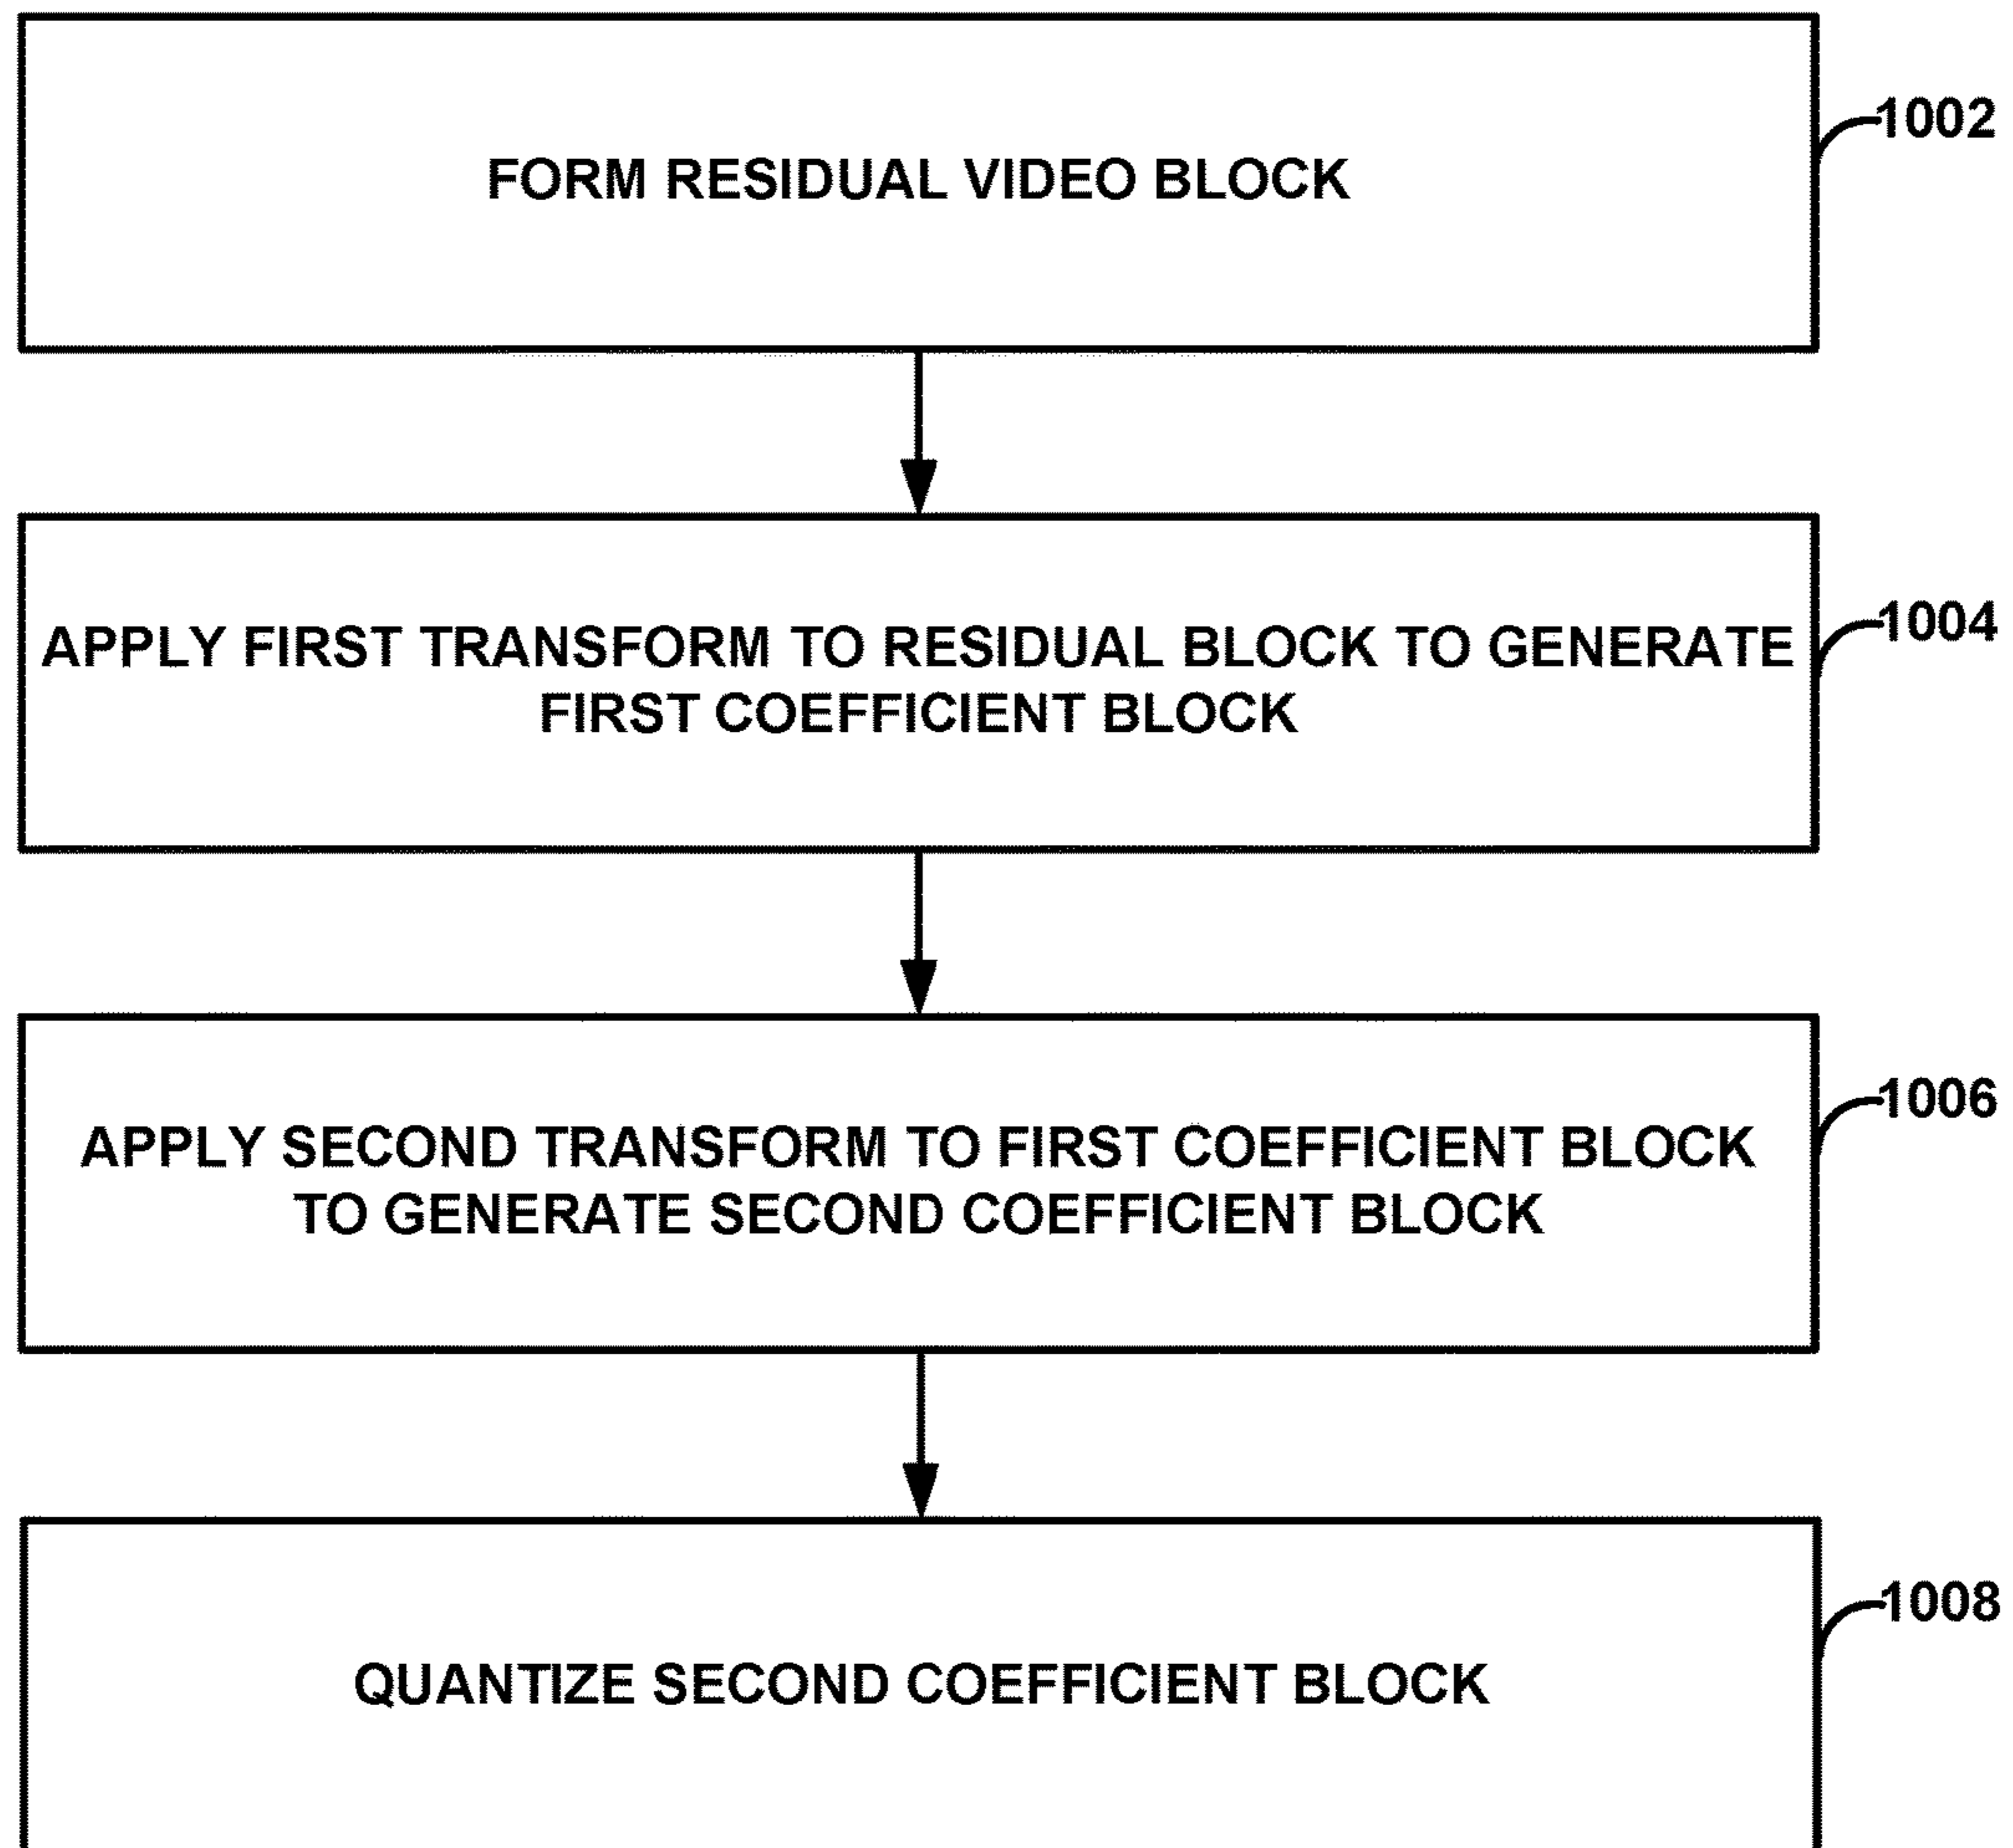 FORM RESIDUAL VIDEO BLOCK
1002
APPLY FIRST TRANSFORM TO RESIDUAL BLOCK TO GENERATE
FIRST COEFFICIENT BLOCK
1004
APPLY SECOND TRANSFORM TO FIRST COEFFICIENT BLOCK
TO GENERATE SECOND COEFFICIENT BLOCK
1006
QUANTIZE SECOND COEFFICIENT BLOCK
1008